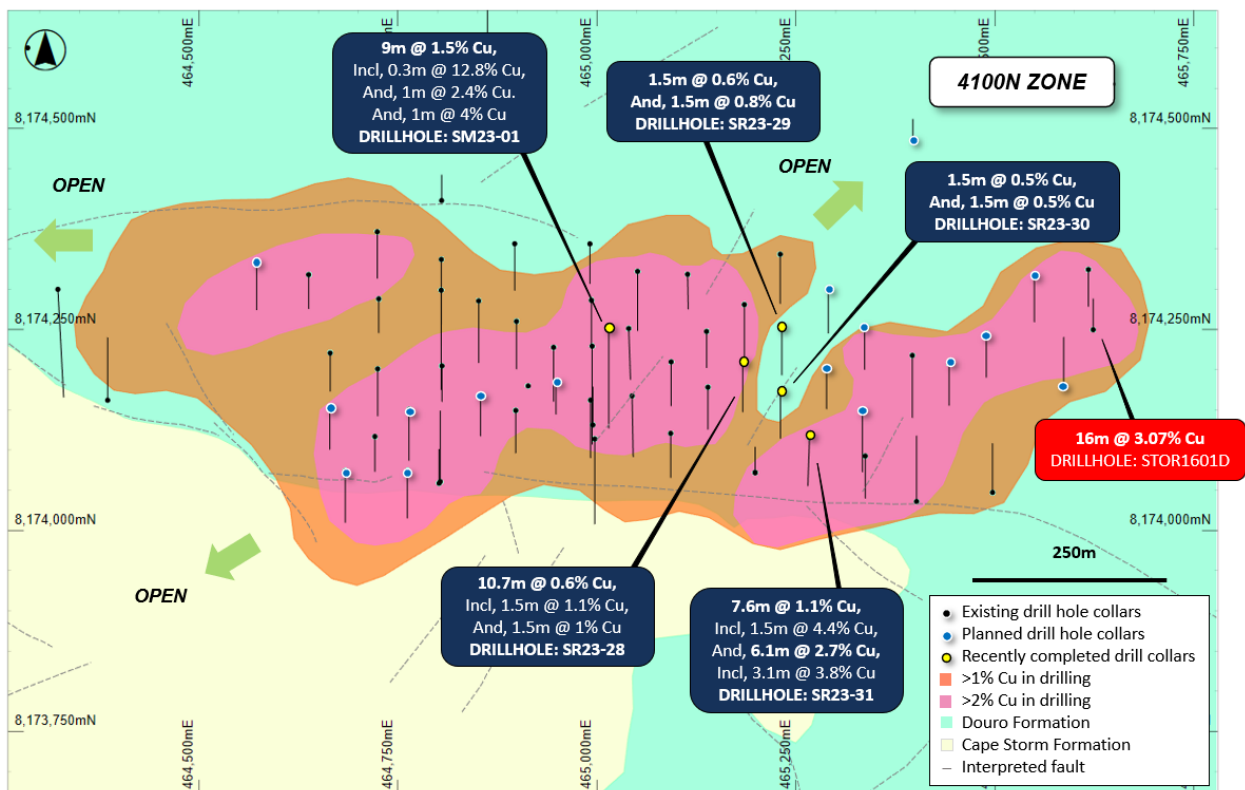 464,500mE
464,750mE
465,000mE
250mE
500mE
465,750mE
9m @ 1.5% Cu,
Incl, 0.3m @ 12.8% Cu,
And, 1m @ 2.4% Cu.
And, 1m @ 4% Cu
DRILLHOLE: SM23-01
1.5m @ 0.6% Cu,
And, 1.5m @ 0.8% Cu
DRILLHOLE: SR23-29
4100N ZONE
8,174,500mN
8,174,500mN
OPEN
OPEN
1.5m @ 0.5% Cu,
And, 1.5m @ 0.5% Cu
DRILLHOLE: SR23-30
8,174,250mN
8,174,250mN
16m @ 3.07% Cu
DRILLHOLE: STOR1601D
8,174,000mN
8,174,000mN
OPEN
250m
10.7m @ 0.6% Cu,
Incl, 1.5m @ 1.1% Cu,
And, 1.5m @ 1% Cu
DRILLHOLE: SR23-28
7.6m @ 1.1% Cu,
Incl, 1.5m @ 4.4% Cu,
And, 6.1m @ 2.7% Cu,
Incl, 3.1m @ 3.8% Cu
DRILLHOLE: SR23-31
Existing drill hole collars
Planned drill hole collars
Recently completed drill collars
>1% Cu in drilling
>2% Cu in drilling
Douro Formation
Cape Storm Formation
Interpreted fault
8,173,750mN
464,500mE
464,750mE
465,000mE
465,250mE